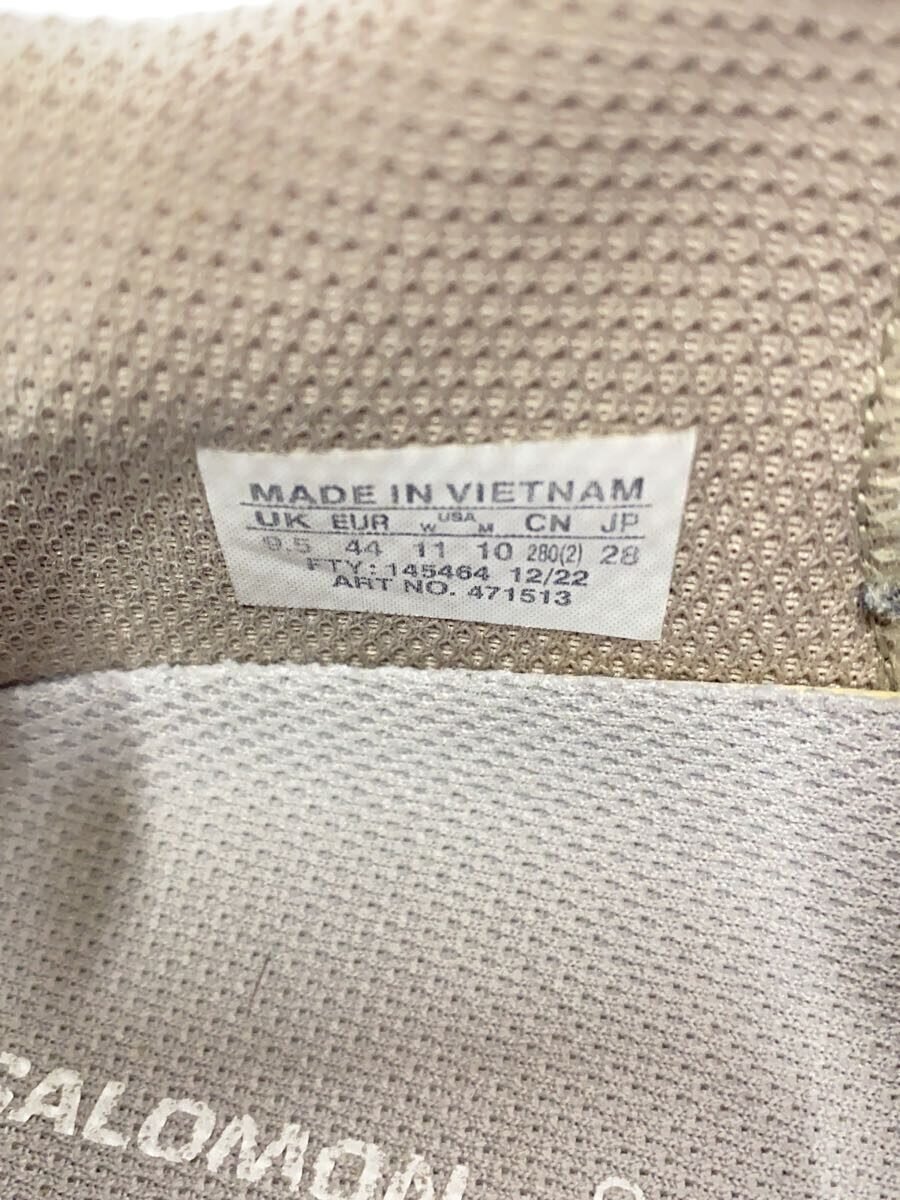 MADE IN VIETNAM
UK EUR W USA M CN JP
9.5 44 11 10 280(2) 28
FTY: 145464 12/22
ART NO. 471513
SALOMON